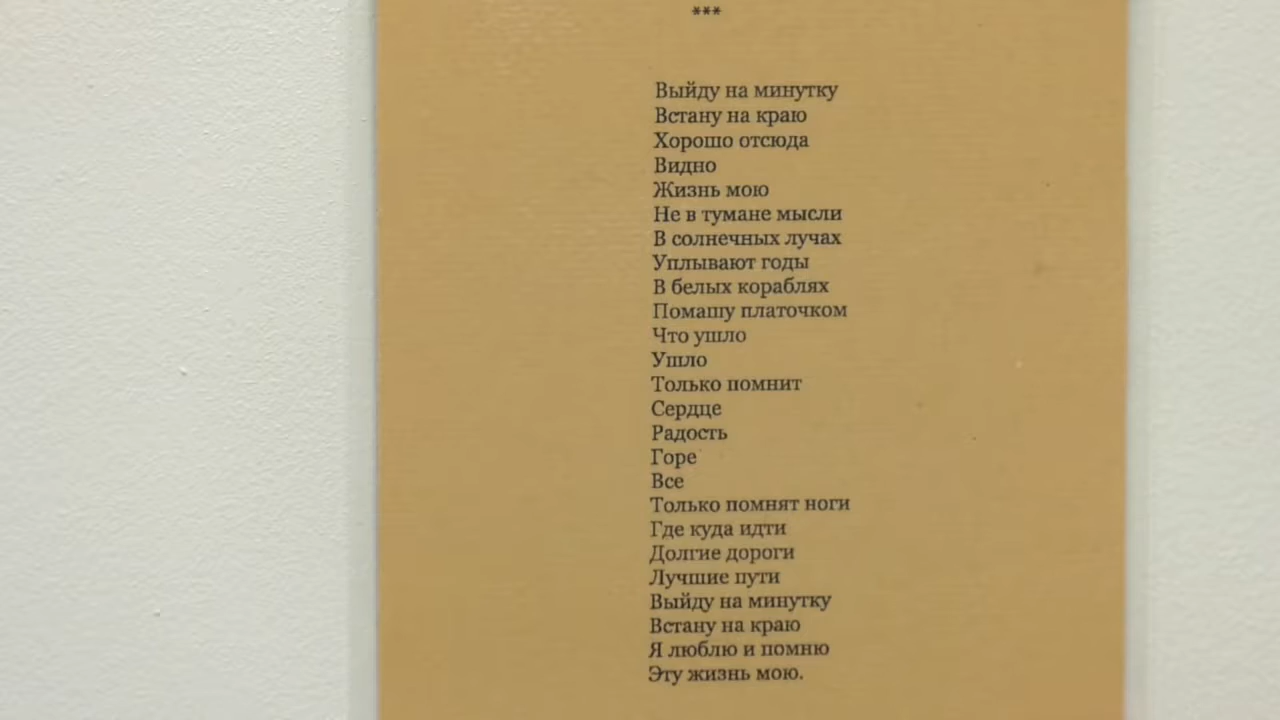 ***
Выйду на минутку
Встану на краю
Хорошо отсюда
Видно
Жизнь мою
Не в тумане мысли
В солнечных лучах
Уплывают годы
В белых кораблях
Помашу платочком
Что ушло
Ушло
Только помнит
Сердце
Радость
Горе
Все
Только помнят ноги
Где куда идти
Долгие дороги
Лучшие пути
Выйду на минутку
Встану на краю
Я люблю и помню
Эту жизнь мою.